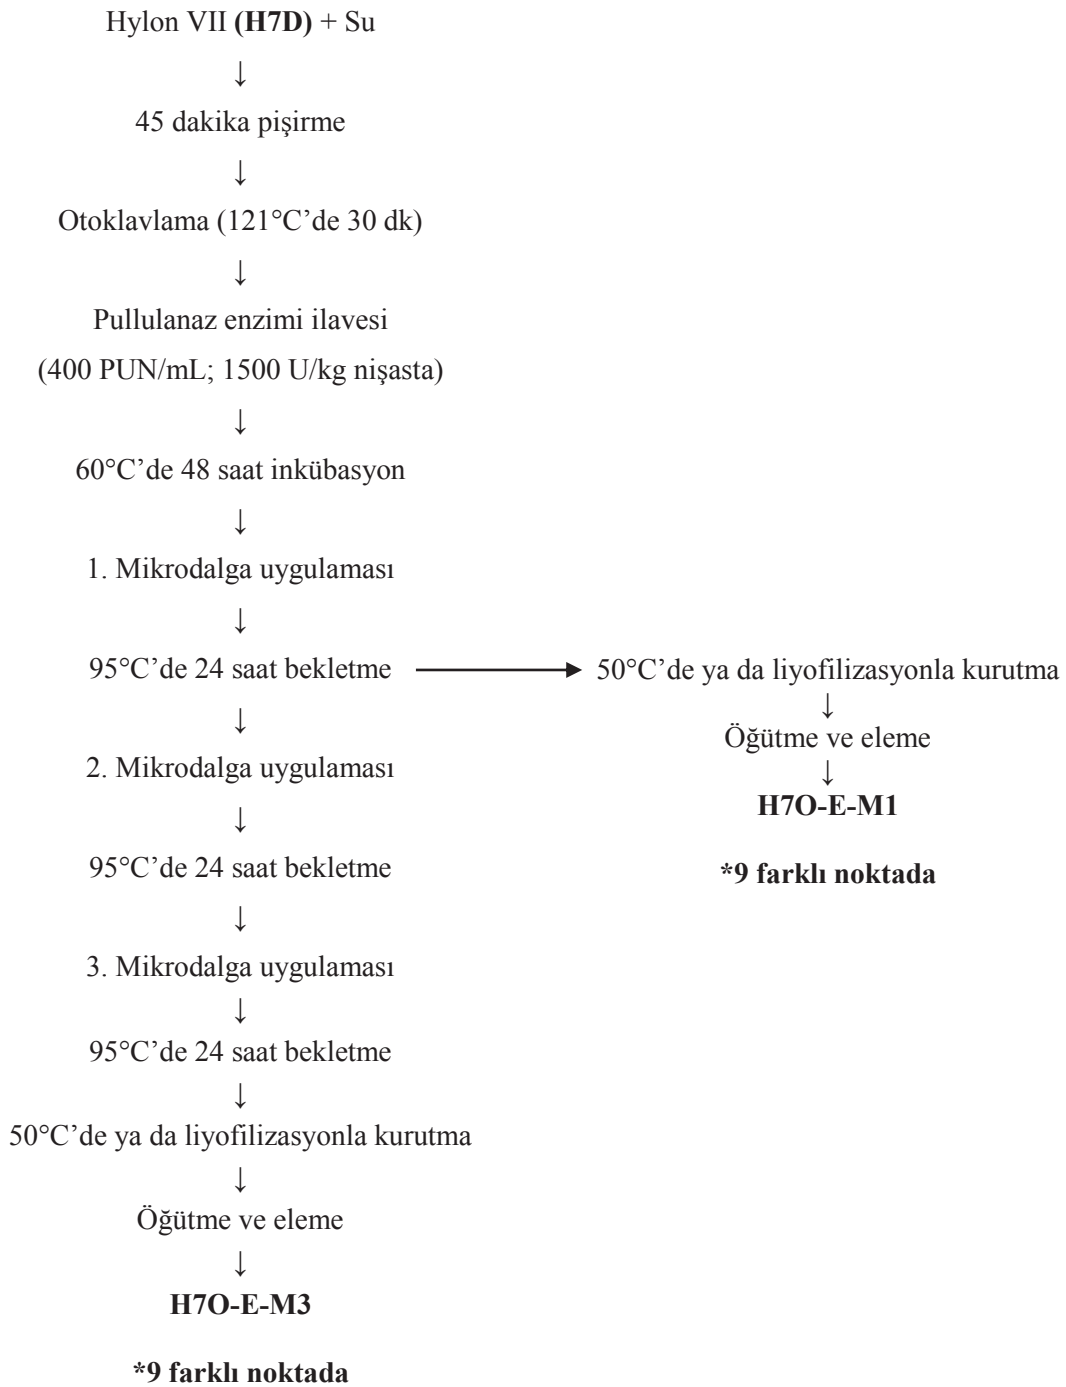 Hylon VII (H7D) + Su
↓
45 dakika pişirme
↓
Otoklavlama (121°C’de 30 dk)
↓
Pullulanaz enzimi ilavesi
(400 PUN/mL; 1500 U/kg nişasta)
↓
60°C’de 48 saat inkübasyon
↓
1. Mikrodalga uygulaması
↓
95°C’de 24 saat bekletme
↓
2. Mikrodalga uygulaması
↓
95°C’de 24 saat bekletme
↓
3. Mikrodalga uygulaması
↓
95°C’de 24 saat bekletme
↓
50°C’de ya da liyofilizasyonla kurutma
↓
Öğütme ve eleme
↓
H7O-E-M3
*9 farklı noktada
50°C’de ya da liyofilizasyonla kurutma
↓
Öğütme ve eleme
↓
H7O-E-M1
*9 farklı noktada